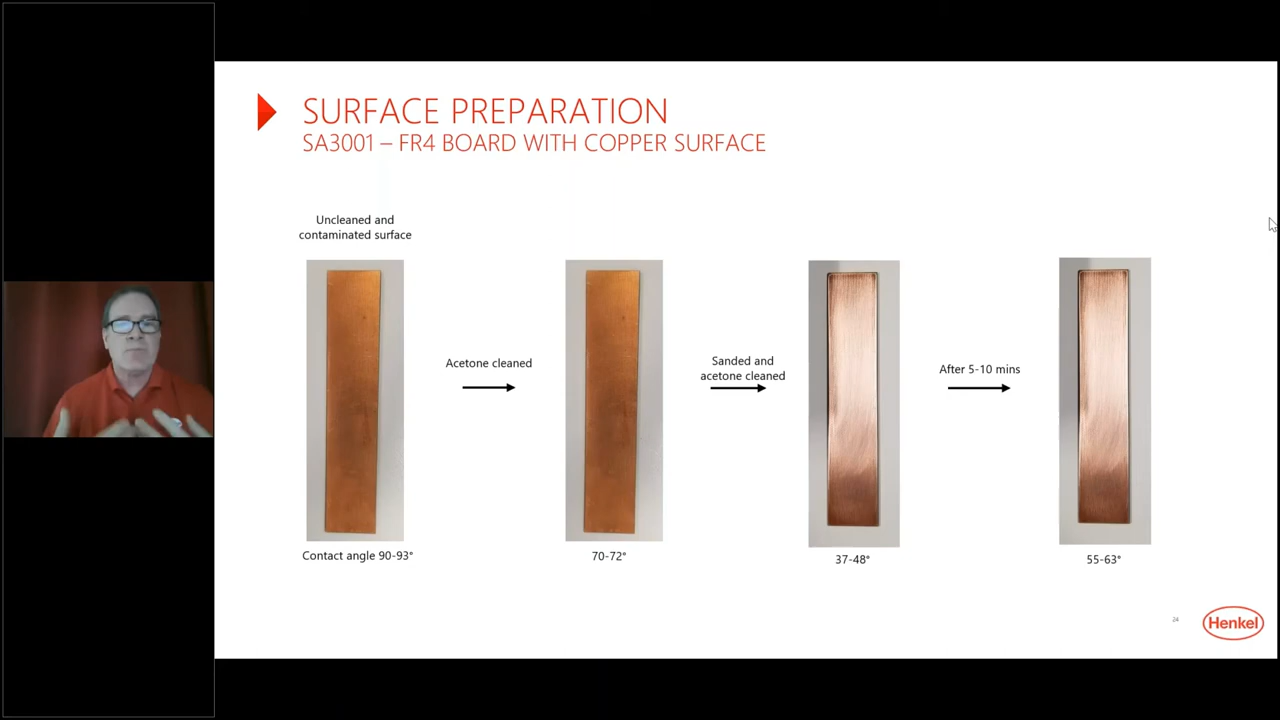 SURFACE PREPARATION
SA3001 – FR4 BOARD WITH COPPER SURFACE
Uncleaned and
contaminated surface
Acetone cleaned
Sanded and
acetone cleaned
After 5-10 mins
Contact angle 90-93°
70-72°
37-48°
55-63°
24
Henkel